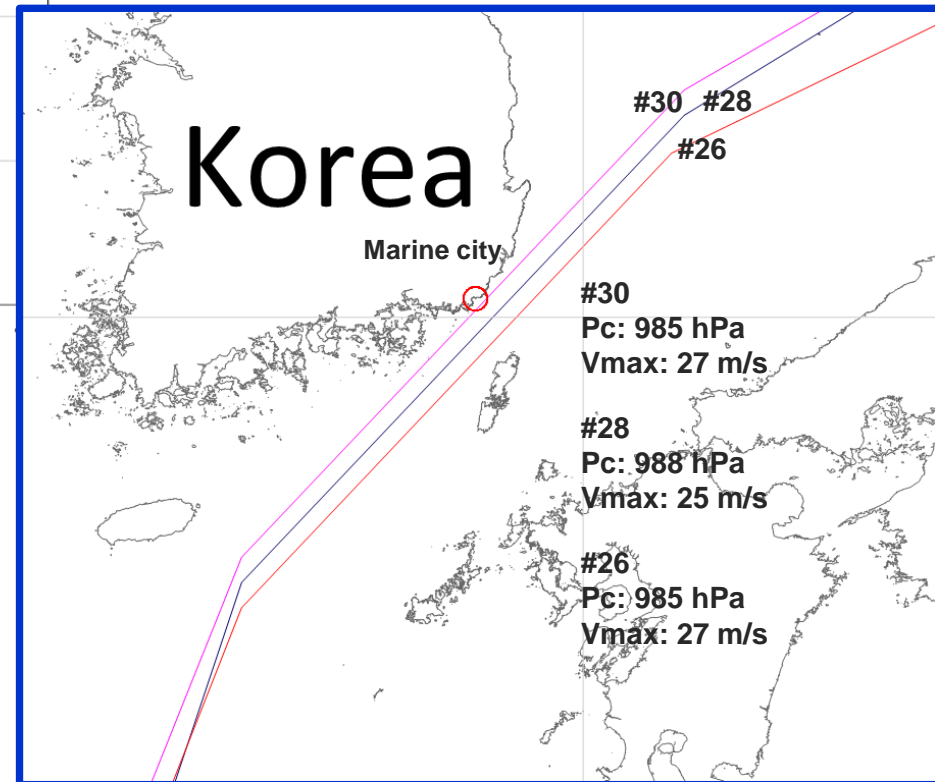 #30 #28
#26
Korea
Marine city
#30
Pc: 985 hPa
Vmax: 27 m/s
#28
Pc: 988 hPa
Vmax: 25 m/s
#26
Pc: 985 hPa
Vmax: 27 m/s